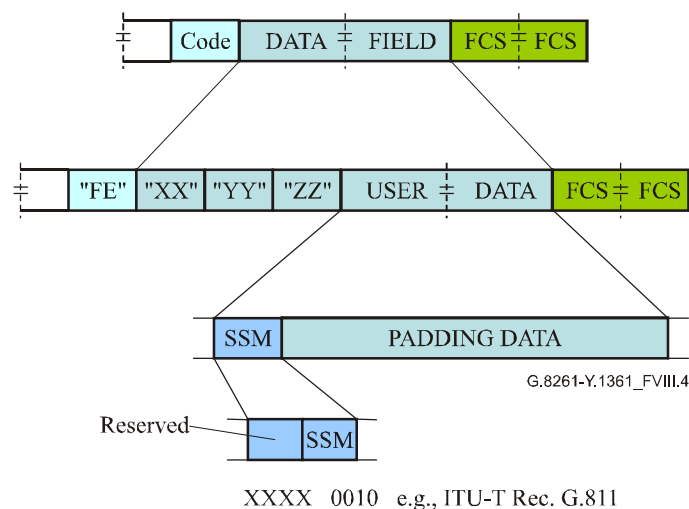 Code DATA FIELD FCS FCS
"FE" "XX" "YY" "ZZ" USER DATA FCS FCS
SSM PADDING DATA
G.8261-Y.1361_FVIII.4
Reserved SSM
XXXX 0010 e.g., ITU-T Rec. G.811